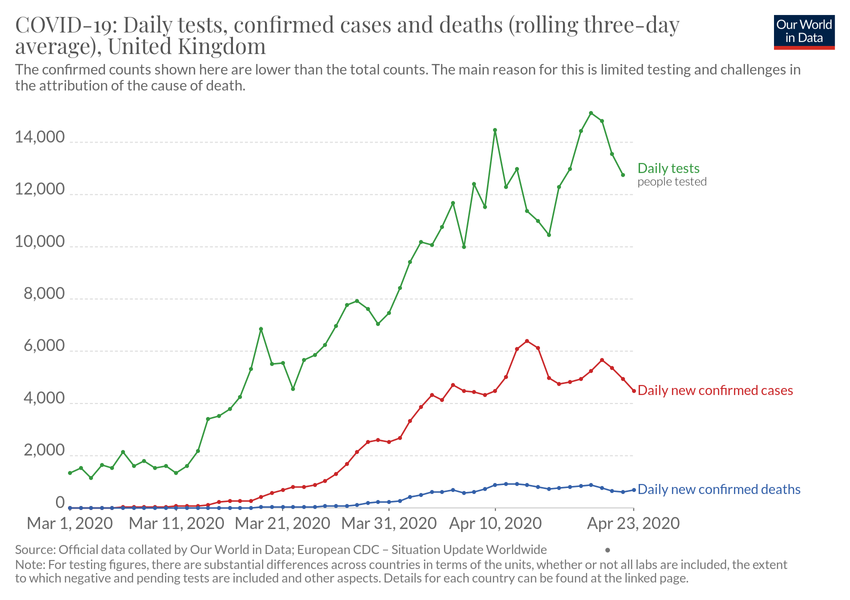 COVID-19: Daily tests, confirmed cases and deaths (rolling three-day
average), United Kingdom
Our World
in Data
The confirmed counts shown here are lower than the total counts. The main reason for this is limited testing and challenges in
the attribution of the cause of death.
14,000
12,000
10,000
8,000
6,000
4,000
2,000
0
Daily tests
people tested
Daily new confirmed cases
Daily new confirmed deaths
Mar 1, 2020 Mar 11, 2020 Mar 21, 2020 Mar 31, 2020 Apr 10, 2020 Apr 23, 2020
Source: Official data collated by Our World in Data; European CDC – Situation Update Worldwide •
Note: For testing figures, there are substantial differences across countries in terms of the units, whether or not all labs are included, the extent
to which negative and pending tests are included and other aspects. Details for each country can be found at the linked page.